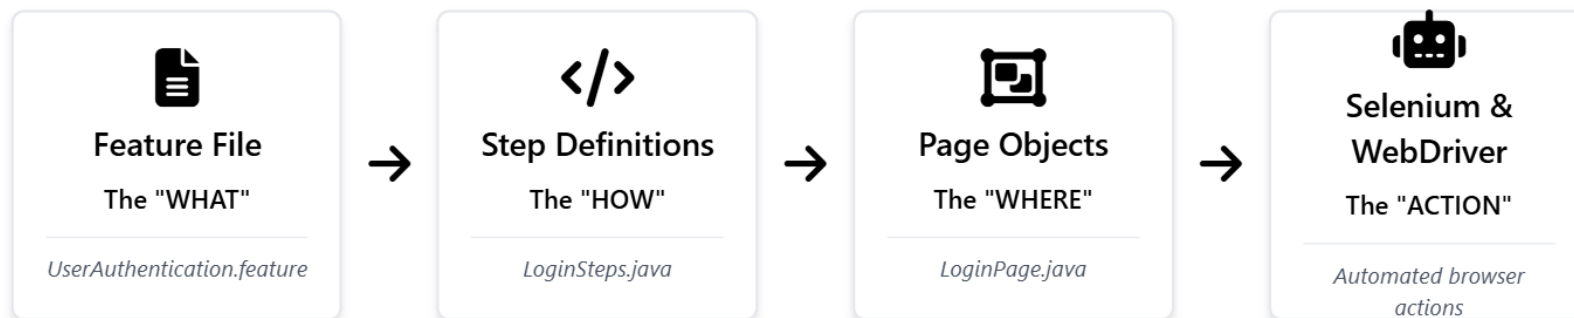 Feature File
The "WHAT"
UserAuthentication.feature
Step Definitions
The "HOW"
LoginSteps.java
Page Objects
The "WHERE"
LoginPage.java
Selenium &
WebDriver
The "ACTION"
Automated browser
actions